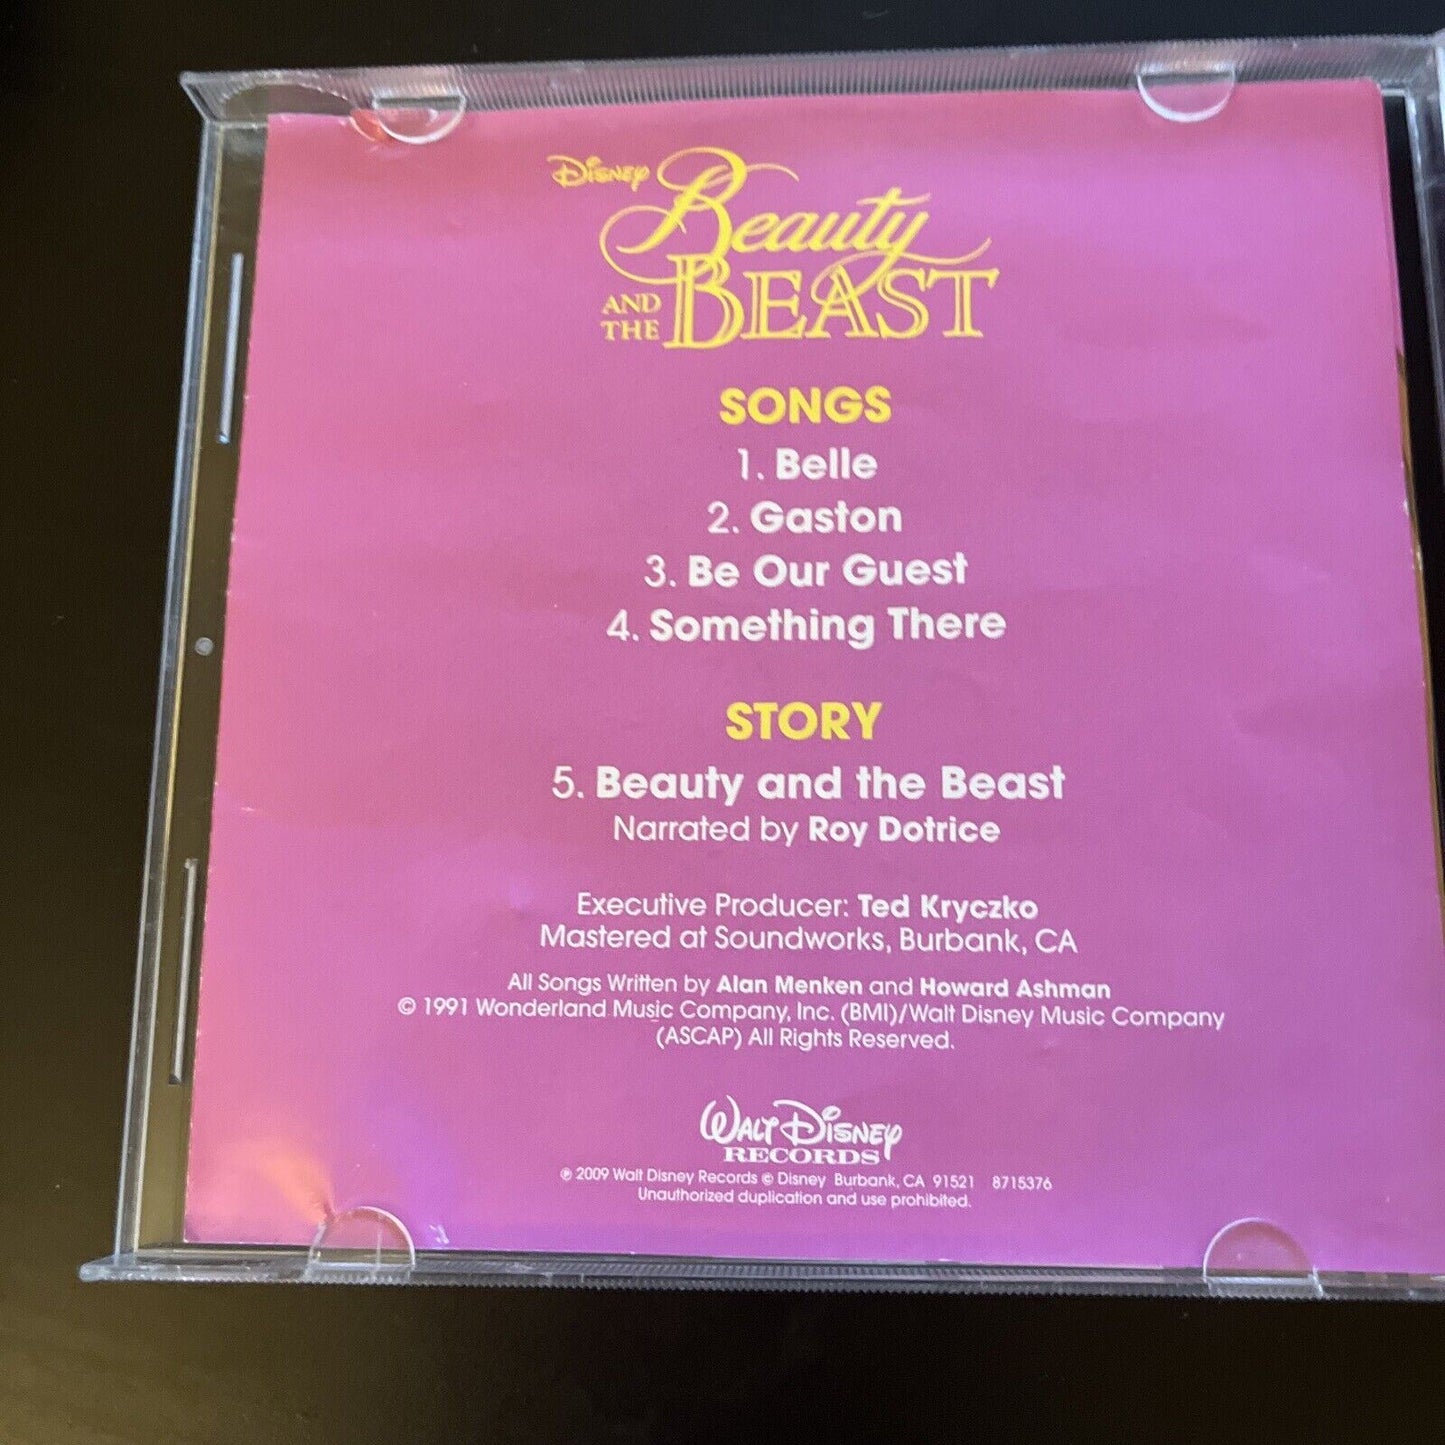 Disney
Beauty
AND THE BEAST
SONGS
1. Belle
2. Gaston
3. Be Our Guest
4. Something There
STORY
5. Beauty and the Beast
Narrated by Roy Dotrice
Executive Producer: Ted Kryczko
Mastered at Soundworks, Burbank, CA
All Songs Written by Alan Menken and Howard Ashman
© 1991 Wonderland Music Company, Inc. (BMI)/Walt Disney Music Company
(ASCAP) All Rights Reserved.
WALT DISNEY
RECORDS
℗ 2009 Walt Disney Records © Disney Burbank, CA 91521 8715376
Unauthorized duplication and use prohibited.